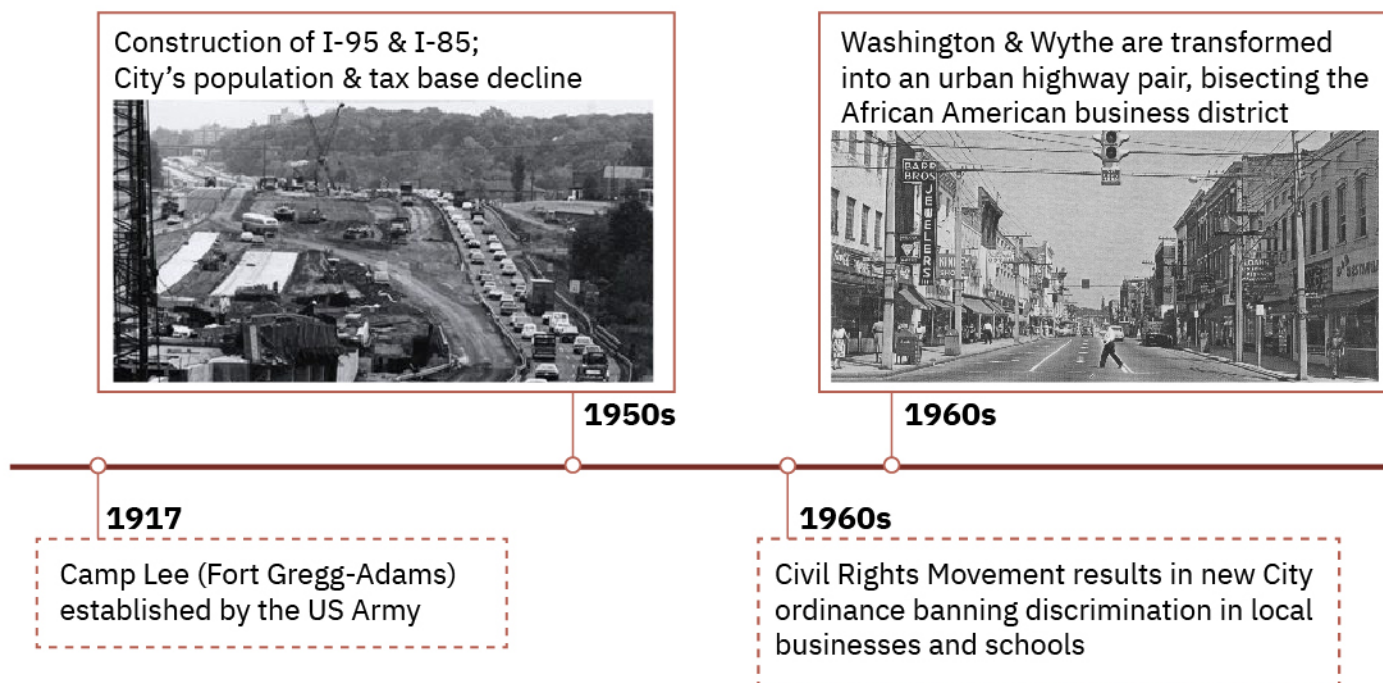 Construction of I-95 & I-85;
City's population & tax base decline
Washington & Wythe are transformed
into an urban highway pair, bisecting the
African American business district
BARR
BROS
JEWELERS
1950s
1960s
1917
Camp Lee (Fort Gregg-Adams)
established by the US Army
1960s
Civil Rights Movement results in new City
ordinance banning discrimination in local
businesses and schools